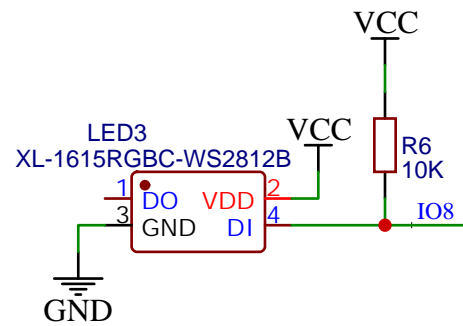 VCC
LED3
XL-1615RGBC-WS2812B
VCC
R6
10K
1
DO
VDD
2
3
GND
DI
4
IO8
GND